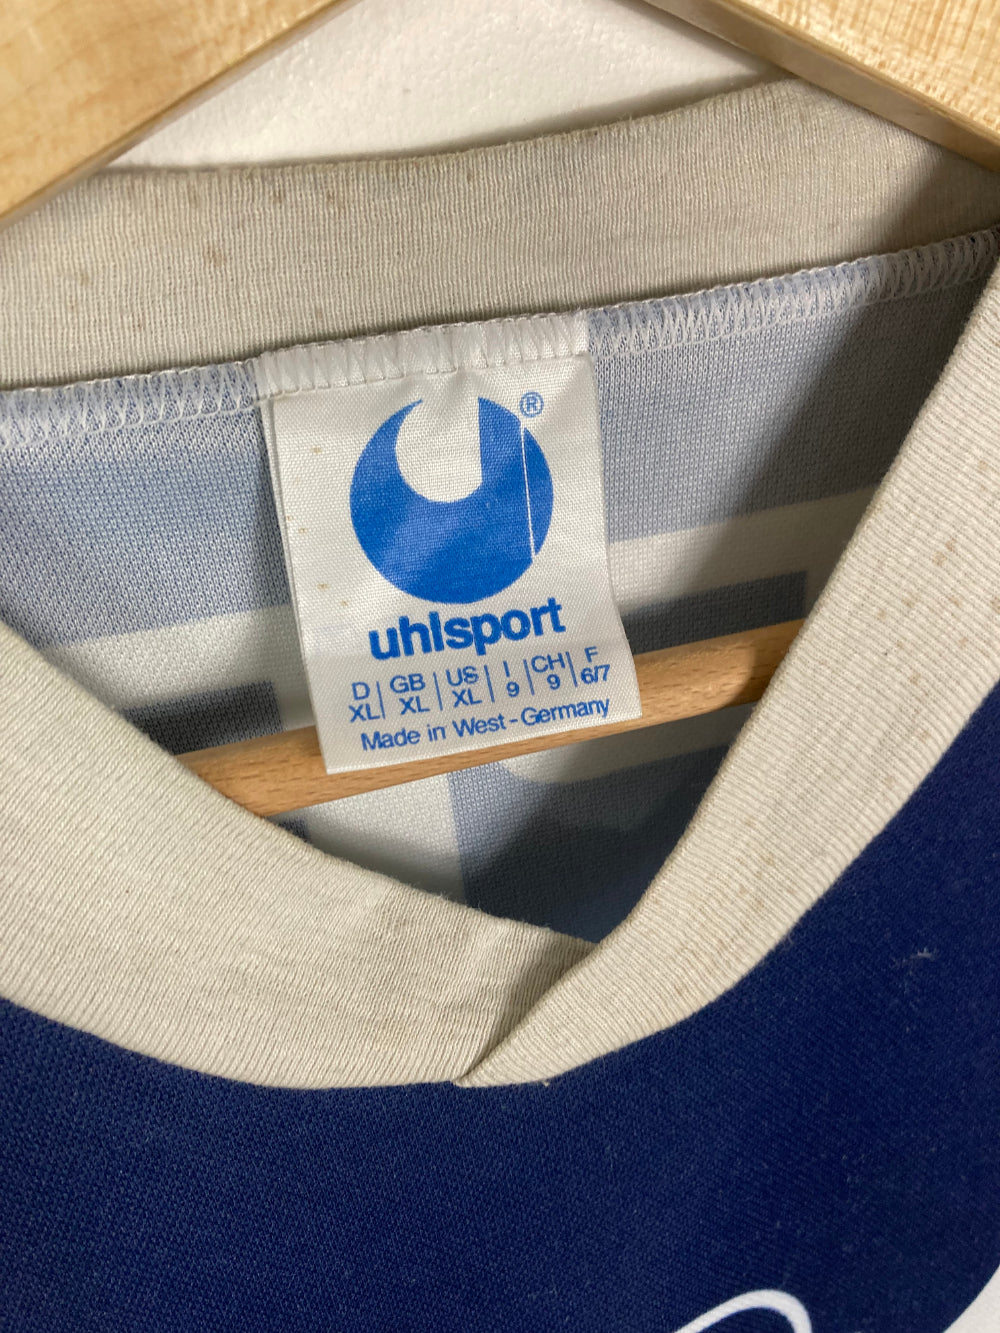 ®
uhlsport
D | GB | US | I | CH | F
XL | XL | XL | 9 | 9 | 6/7
Made in West-Germany